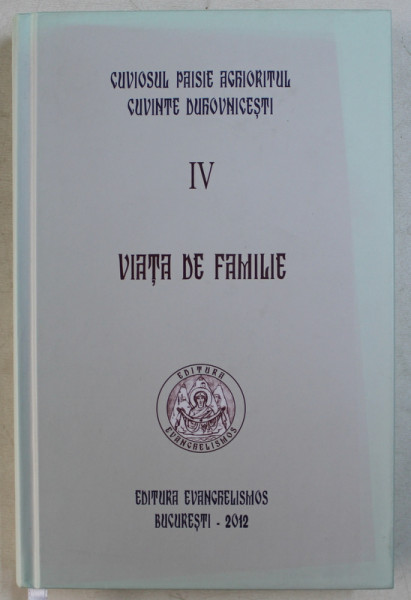 CUVIOSUL PAISIE AGHIORITUL
CUVINTE DUHOVNICEȘTI
IV
VIAȚA DE FAMILIE
EDITURA
EVANGHELISMOS
EDITURA EVANGHELISMOS
BUCUREȘTI - 2012